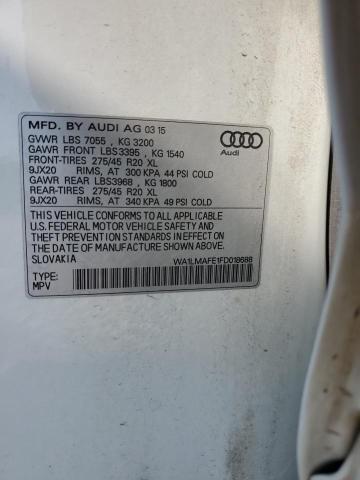 MFD. BY AUDI AG 03 15
GVWR LBS 7055 , KG 3200
GAWR FRONT LBS3395 , KG 1540
FRONT-TIRES 275/45 R20 XL
9JX20 RIMS, AT 300 KPA 44 PSI COLD
GAWR REAR LBS3968 , KG 1800
REAR-TIRES 275/45 R20 XL
9JX20 RIMS, AT 340 KPA 49 PSI COLD
Audi
THIS VEHICLE CONFORMS TO ALL APPLICABLE
U.S. FEDERAL MOTOR VEHICLE SAFETY, BUMPER
AND THEFT PREVENTION STANDARDS IN EFFECT ON
THE DATE OF MANUFACTURE SHOWN ABOVE.
SLOVAKIA WA1LMAFE1FD018688
TYPE:
MPV